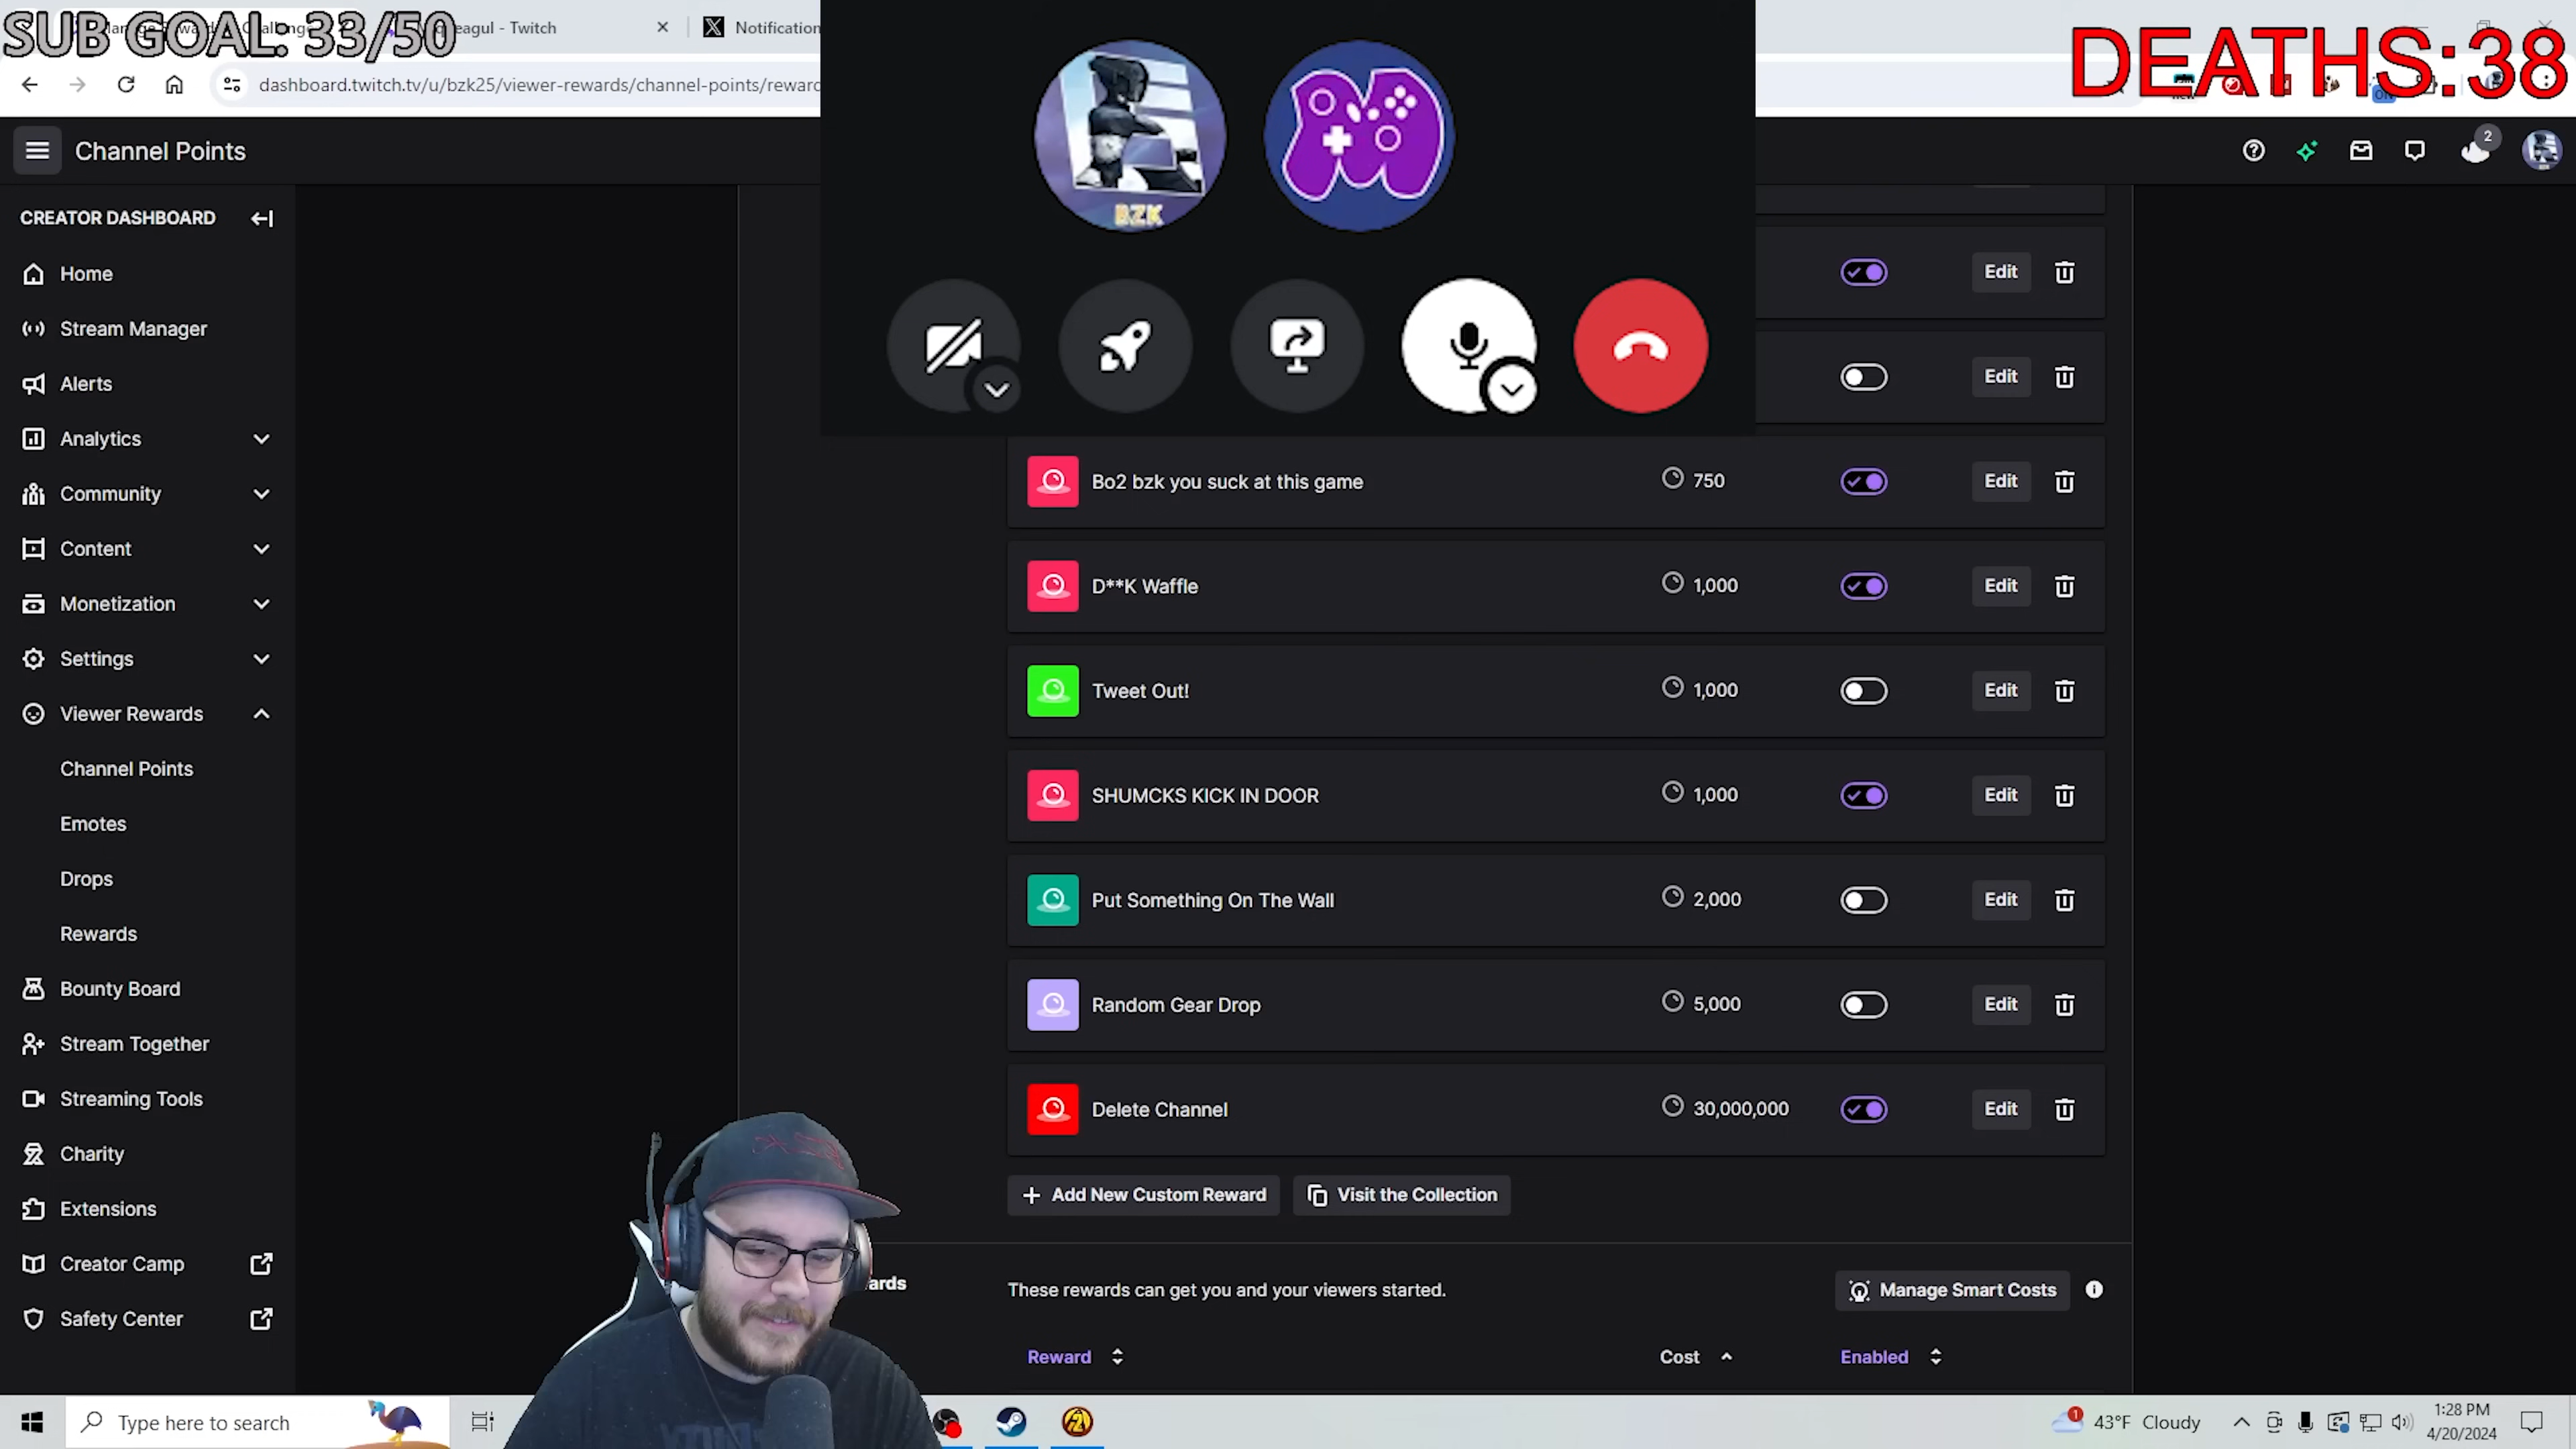 SUB GOAL: 33/50
- Twitch
Notification
DEATHS:38
dashboard.twitch.tv/u/bzk25/viewer-rewards/channel-points/rewar
ON
Channel Points
2
BZK
CREATOR DASHBOARD
Home
Stream Manager
Alerts
Analytics
Community
Content
Monetization
Settings
Viewer Rewards
Channel Points
Emotes
Drops
Rewards
Bounty Board
Stream Together
Streaming Tools
Charity
Extensions
Creator Camp
Safety Center
Edit
Edit
Bo2 bzk you suck at this game 750 Edit
D**K Waffle 1,000 Edit
Tweet Out! 1,000 Edit
SHUMCKS KICK IN DOOR 1,000 Edit
Put Something On The Wall 2,000 Edit
Random Gear Drop 5,000 Edit
Delete Channel 30,000,000 Edit
+ Add New Custom Reward Visit the Collection
ards These rewards can get you and your viewers started. Manage Smart Costs
Reward Cost Enabled
Type here to search
1 43°F Cloudy
1:28 PM
4/20/2024